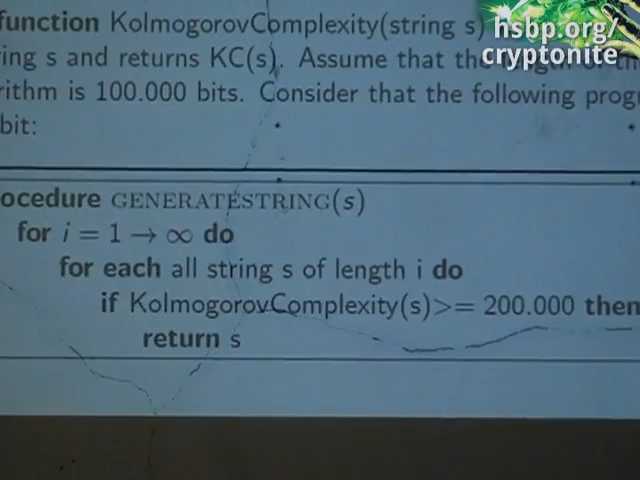 function KolmogorovComplexity(string s)
hsbp.org/
cryptonite
ing s and returns KC(s). Assume that the
rithm is 100.000 bits. Consider that the following prog
bit:
ocedure GENERATESTRING(s)
for i = 1 → ∞ do
for each all string s of length i do
if KolmogorovComplexity(s)>= 200.000 then
return s